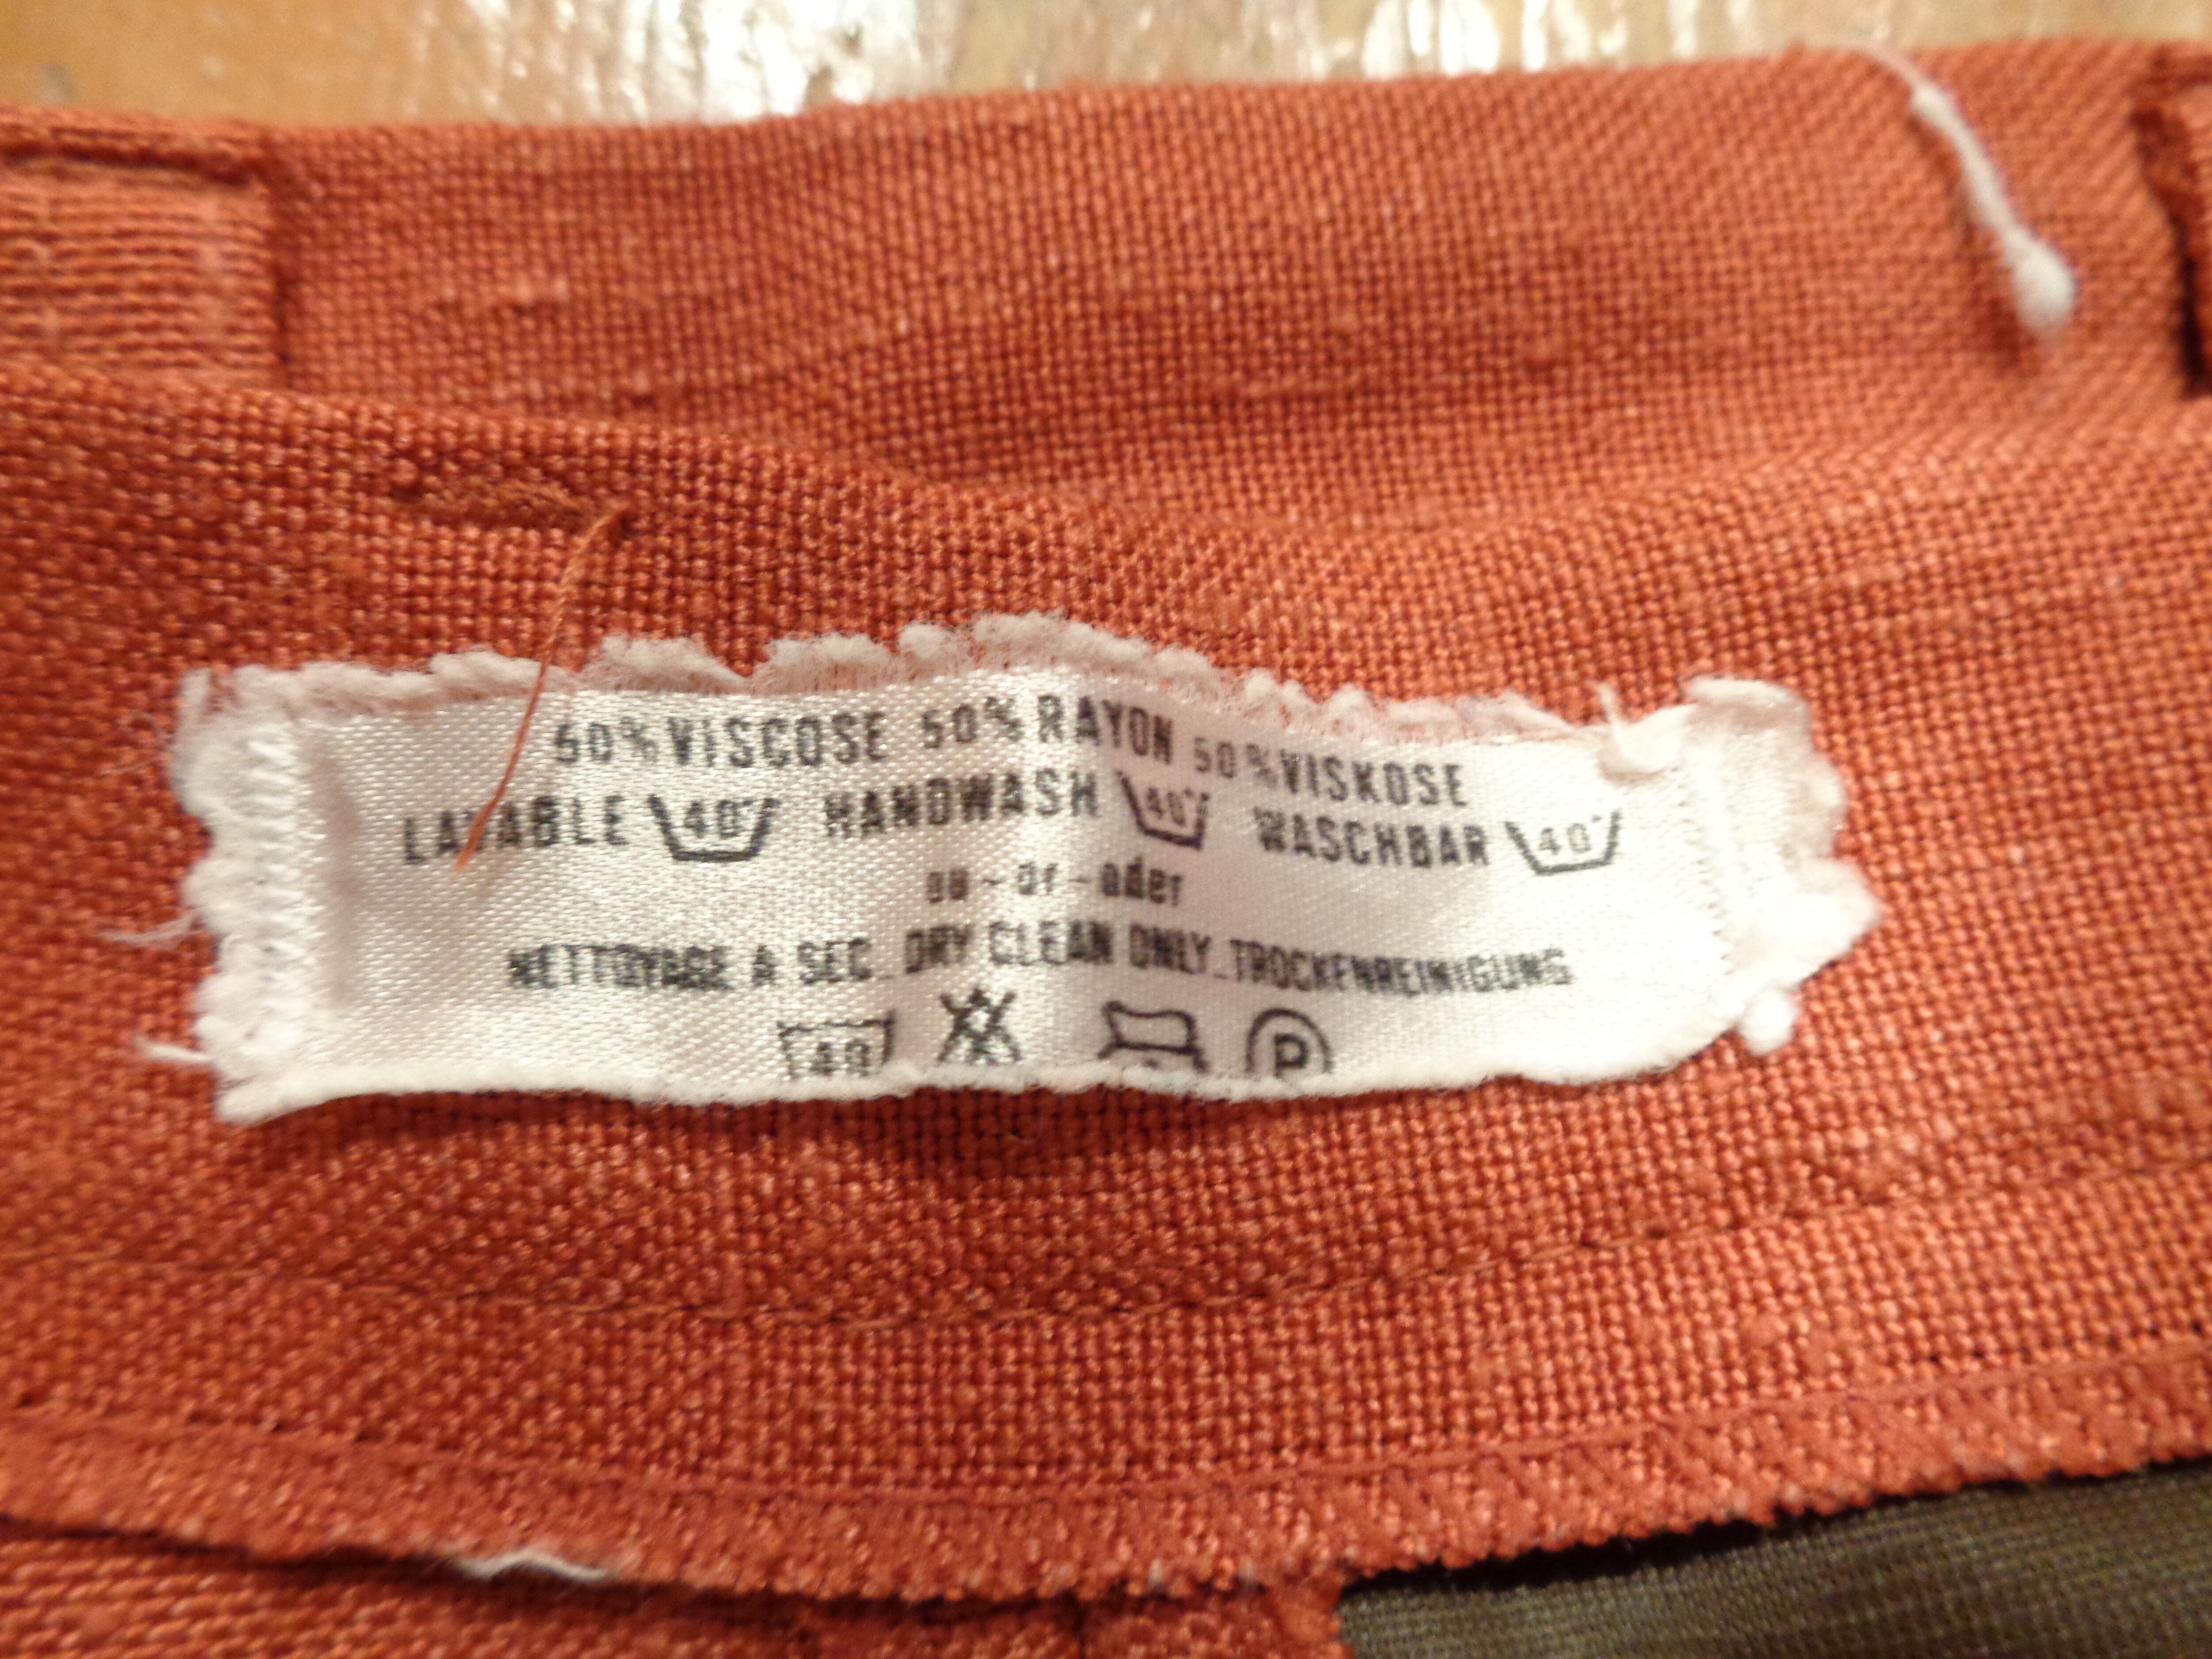 50% VISCOSE 50% RAYON 50% VISKOSE
LAVABLE 40° HANDWASH 40° WASCHBAR 40°
ou - or - oder
NETTOYAGE A SEC - DRY CLEAN ONLY - TROCKENREINIGUNG
40 P